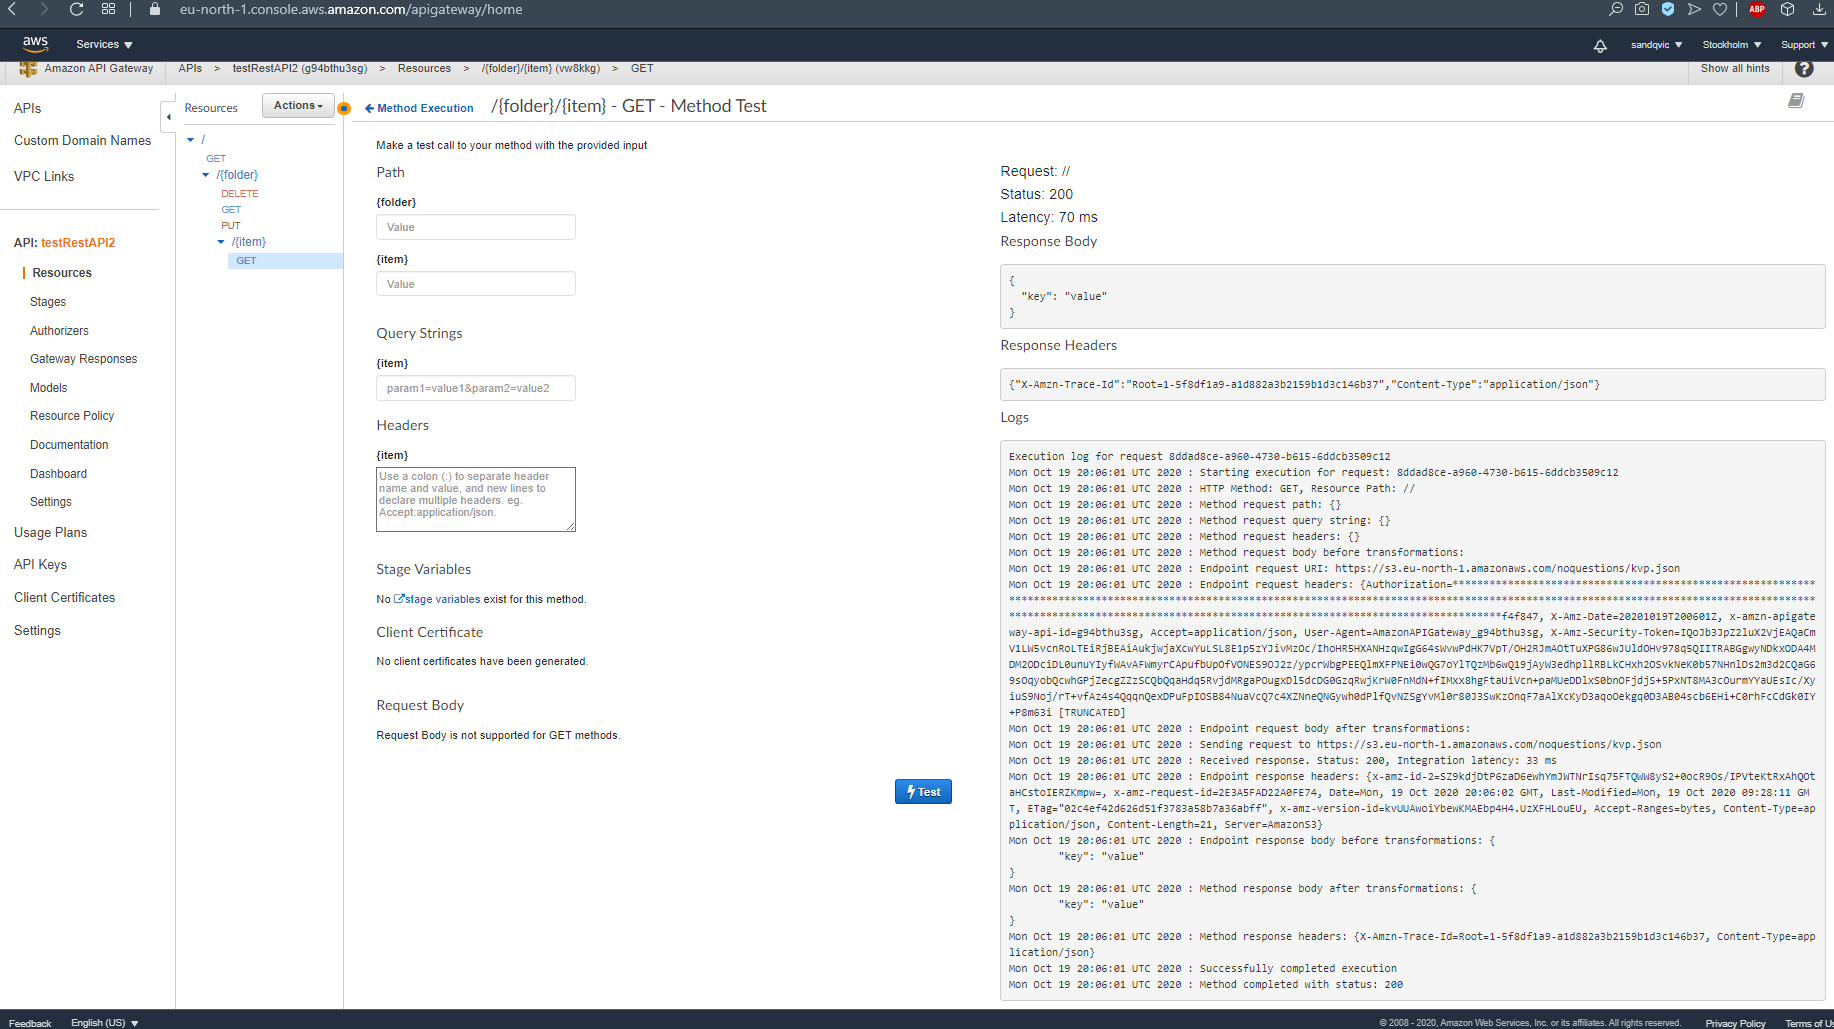 eu-north-1.console.aws.amazon.com/apigateway/home
ABP
aws
Services
sandqvic
Stockholm
Support
Amazon API Gateway
APIs > testRestAPI2 (g94bthu3sg) > Resources > /{folder}/{item} (vw8kkg) > GET
Show all hints
?
APIs
Custom Domain Names
VPC Links
API: testRestAPI2
Resources
Stages
Authorizers
Gateway Responses
Models
Resource Policy
Documentation
Dashboard
Settings
Usage Plans
API Keys
Client Certificates
Settings
Resources
Actions
/
GET
/{folder}
DELETE
GET
PUT
/{item}
GET
Method Execution
/{folder}/{item} - GET - Method Test
Make a test call to your method with the provided input
Path
{folder}
Value
{item}
Value
Query Strings
{item}
param1=value1&param2=value2
Headers
{item}
Use a colon (:) to separate header
name and value, and new lines to
declare multiple headers. eg.
Accept:application/json.
Stage Variables
No stage variables exist for this method.
Client Certificate
No client certificates have been generated.
Request Body
Request Body is not supported for GET methods.
Test
Request: //
Status: 200
Latency: 70 ms
Response Body
{
"key": "value"
}
Response Headers
{"X-Amzn-Trace-Id":"Root=1-5f8df1a9-a1d882a3b2159b1d3c146b37","Content-Type":"application/json"}
Logs
Execution log for request 8ddad8ce-a960-4730-b615-6ddcb3509c12
Mon Oct 19 20:06:01 UTC 2020 : Starting execution for request: 8ddad8ce-a960-4730-b615-6ddcb3509c12
Mon Oct 19 20:06:01 UTC 2020 : HTTP Method: GET, Resource Path: //
Mon Oct 19 20:06:01 UTC 2020 : Method request path: {}
Mon Oct 19 20:06:01 UTC 2020 : Method request query string: {}
Mon Oct 19 20:06:01 UTC 2020 : Method request headers: {}
Mon Oct 19 20:06:01 UTC 2020 : Method request body before transformations:
Mon Oct 19 20:06:01 UTC 2020 : Endpoint request URI: https://s3.eu-north-1.amazonaws.com/noquestions/kvp.json
Mon Oct 19 20:06:01 UTC 2020 : Endpoint request headers: {Authorization=
f4f847, X-Amz-Date=20201019T200601Z, x-amzn-apigate
way-api-id=g94bthu3sg, Accept=application/json, User-Agent=AmazonAPIGateway_g94bthu3sg, X-Amz-Security-Token=
[TRUNCATED]
Mon Oct 19 20:06:01 UTC 2020 : Endpoint request body after transformations:
Mon Oct 19 20:06:01 UTC 2020 : Sending request to https://s3.eu-north-1.amazonaws.com/noquestions/kvp.json
Mon Oct 19 20:06:01 UTC 2020 : Received response. Status: 200, Integration latency: 33 ms
Mon Oct 19 20:06:01 UTC 2020 : Endpoint response headers:
x-amz-request-id=2E3A5FAD22A0FE74, Date=Mon, 19 Oct 2020 20:06:02 GMT, Last-Modified=Mon, 19 Oct 2020 09:28:11 GM
T, ETag="02c4ef42d626d51f3783a58b7a36abff", x-amz-version-id=kvUUAwoiYbewKMAEbp4H4.UzXFHLouEU, Accept-Ranges=bytes, Content-Type=ap
plication/json, Content-Length=21, Server=AmazonS3}
Mon Oct 19 20:06:01 UTC 2020 : Endpoint response body before transformations: {
"key": "value"
}
Mon Oct 19 20:06:01 UTC 2020 : Method response body after transformations: {
"key": "value"
}
Mon Oct 19 20:06:01 UTC 2020 : Method response headers: {X-Amzn-Trace-Id=Root=1-5f8df1a9-a1d882a3b2159b1d3c146b37, Content-Type=app
lication/json}
Mon Oct 19 20:06:01 UTC 2020 : Successfully completed execution
Mon Oct 19 20:06:01 UTC 2020 : Method completed with status: 200
Feedback
English (US)
© 2008 - 2020, Amazon Web Services, Inc. or its affiliates. All rights reserved.
Privacy Policy
Terms of